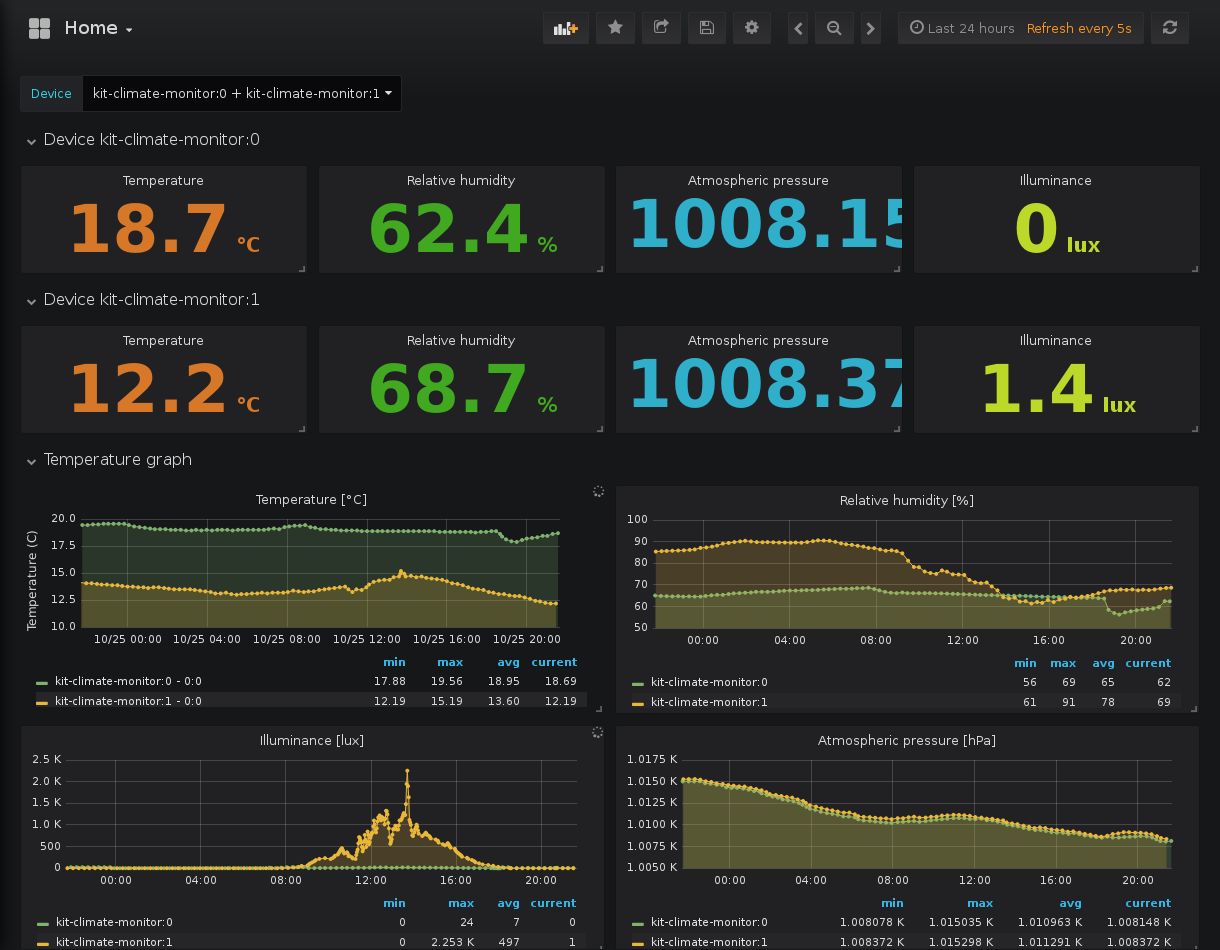 Home
Last 24 hours Refresh every 5s
Device kit-climate-monitor:0 + kit-climate-monitor:1
Device kit-climate-monitor:0
Temperature Relative humidity Atmospheric pressure Illuminance
18.7 °C 62.4 % 1008.15 0 lux
Device kit-climate-monitor:1
Temperature Relative humidity Atmospheric pressure Illuminance
12.2 °C 68.7 % 1008.37 1.4 lux
Temperature graph
Temperature [°C]
Temperature (C)
20.0
17.5
15.0
12.5
10.0
10/25 00:00 10/25 04:00 10/25 08:00 10/25 12:00 10/25 16:00 10/25 20:00
min max avg current
kit-climate-monitor:0 - 0:0 17.88 19.56 18.95 18.69
kit-climate-monitor:1 - 0:0 12.19 15.19 13.60 12.19
Relative humidity [%]
100
90
80
70
60
50
00:00 04:00 08:00 12:00 16:00 20:00
min max avg current
kit-climate-monitor:0 56 69 65 62
kit-climate-monitor:1 61 91 78 69
Illuminance [lux]
2.5 K
2.0 K
1.5 K
1.0 K
500
0
00:00 04:00 08:00 12:00 16:00 20:00
min max avg current
kit-climate-monitor:0 0 24 7 0
kit-climate-monitor:1 0 2.253 K 497 1
Atmospheric pressure [hPa]
1.0175 K
1.0150 K
1.0125 K
1.0100 K
1.0075 K
1.0050 K
00:00 04:00 08:00 12:00 16:00 20:00
min max avg current
kit-climate-monitor:0 1.008078 K 1.015035 K 1.010963 K 1.008148 K
kit-climate-monitor:1 1.008372 K 1.015298 K 1.011291 K 1.008372 K